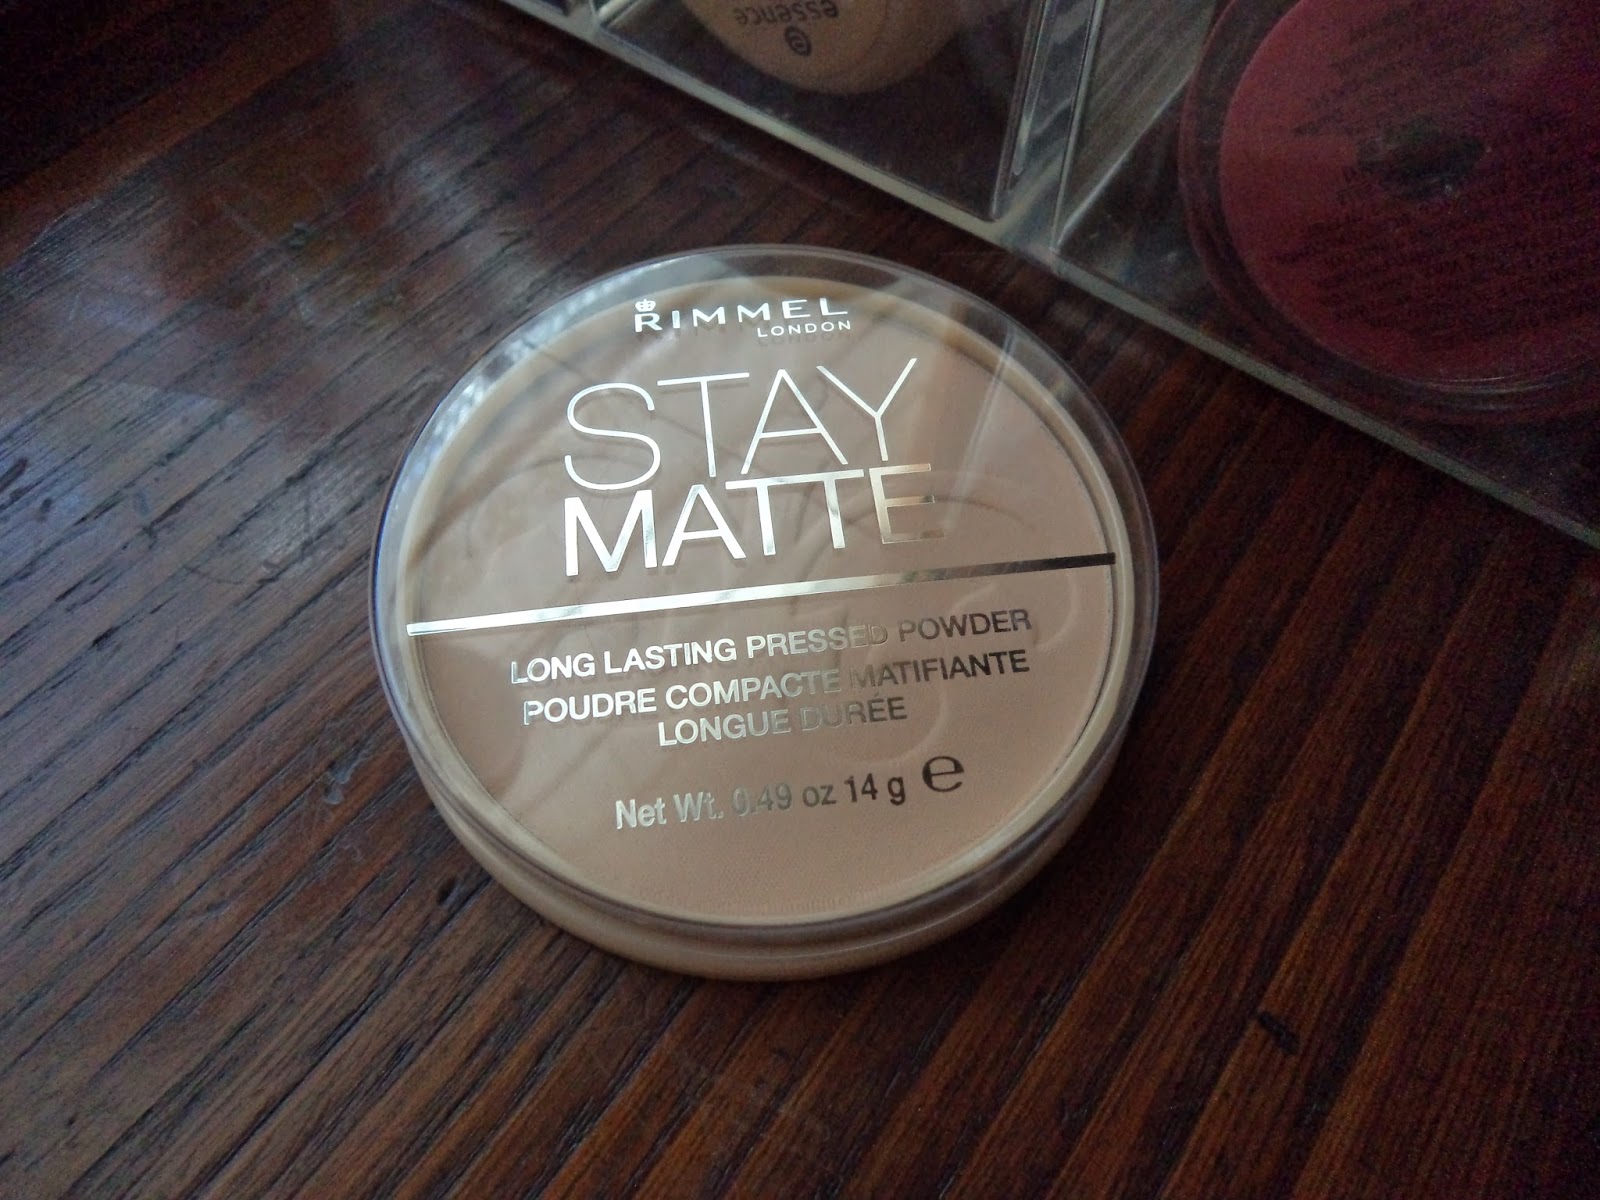 essence
RIMMEL
LONDON
STAY
MATTE
LONG LASTING PRESSED POWDER
POUDRE COMPACTE MATIFIANTE
LONGUE DURÉE
Net Wt. 0.49 oz 14 g ℮